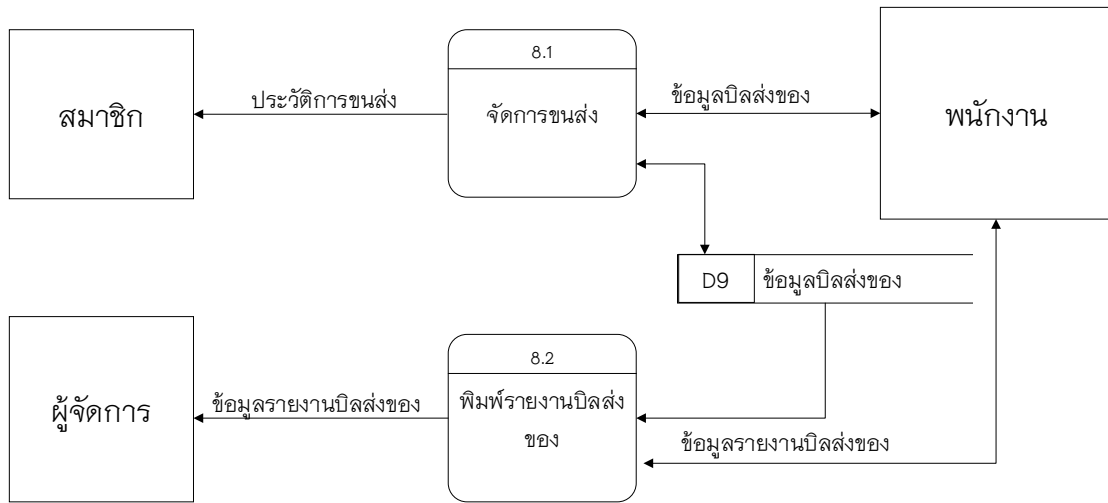 8.1
สมาชิก
ประวัติการขนส่ง
จัดการขนส่ง
ข้อมูลบิลส่งของ
พนักงาน
D9 ข้อมูลบิลส่งของ
8.2
ผู้จัดการ
ข้อมูลรายงานบิลส่งของ
พิมพ์รายงานบิลส่ง
ของ
ข้อมูลรายงานบิลส่งของ